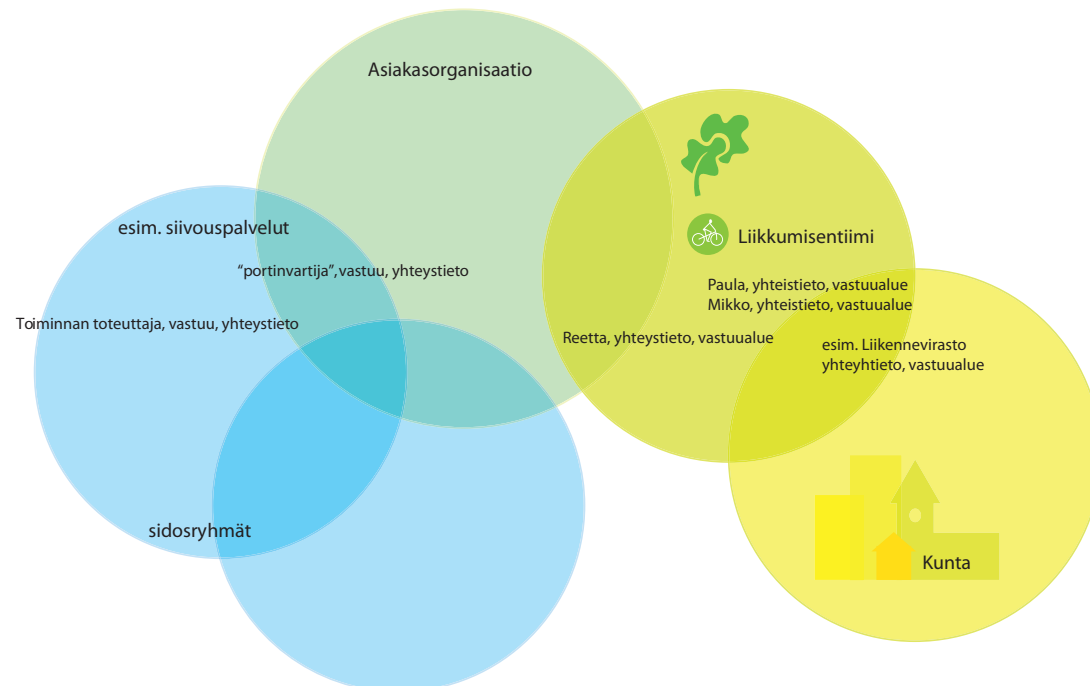 Asiakasorganisaatio
esim. siivouspalvelut
Liikkumisentiimi
"portinvartija", vastuu, yhteystieto
Paula, yhteistieto, vastuualue
Mikko, yhteistieto, vastuualue
Toiminnan toteuttaja, vastuu, yhteystieto
Reetta, yhteystieto, vastuualue
esim. Liikennevirasto
yhteyhtieto, vastuualue
sidosryhmät
Kunta